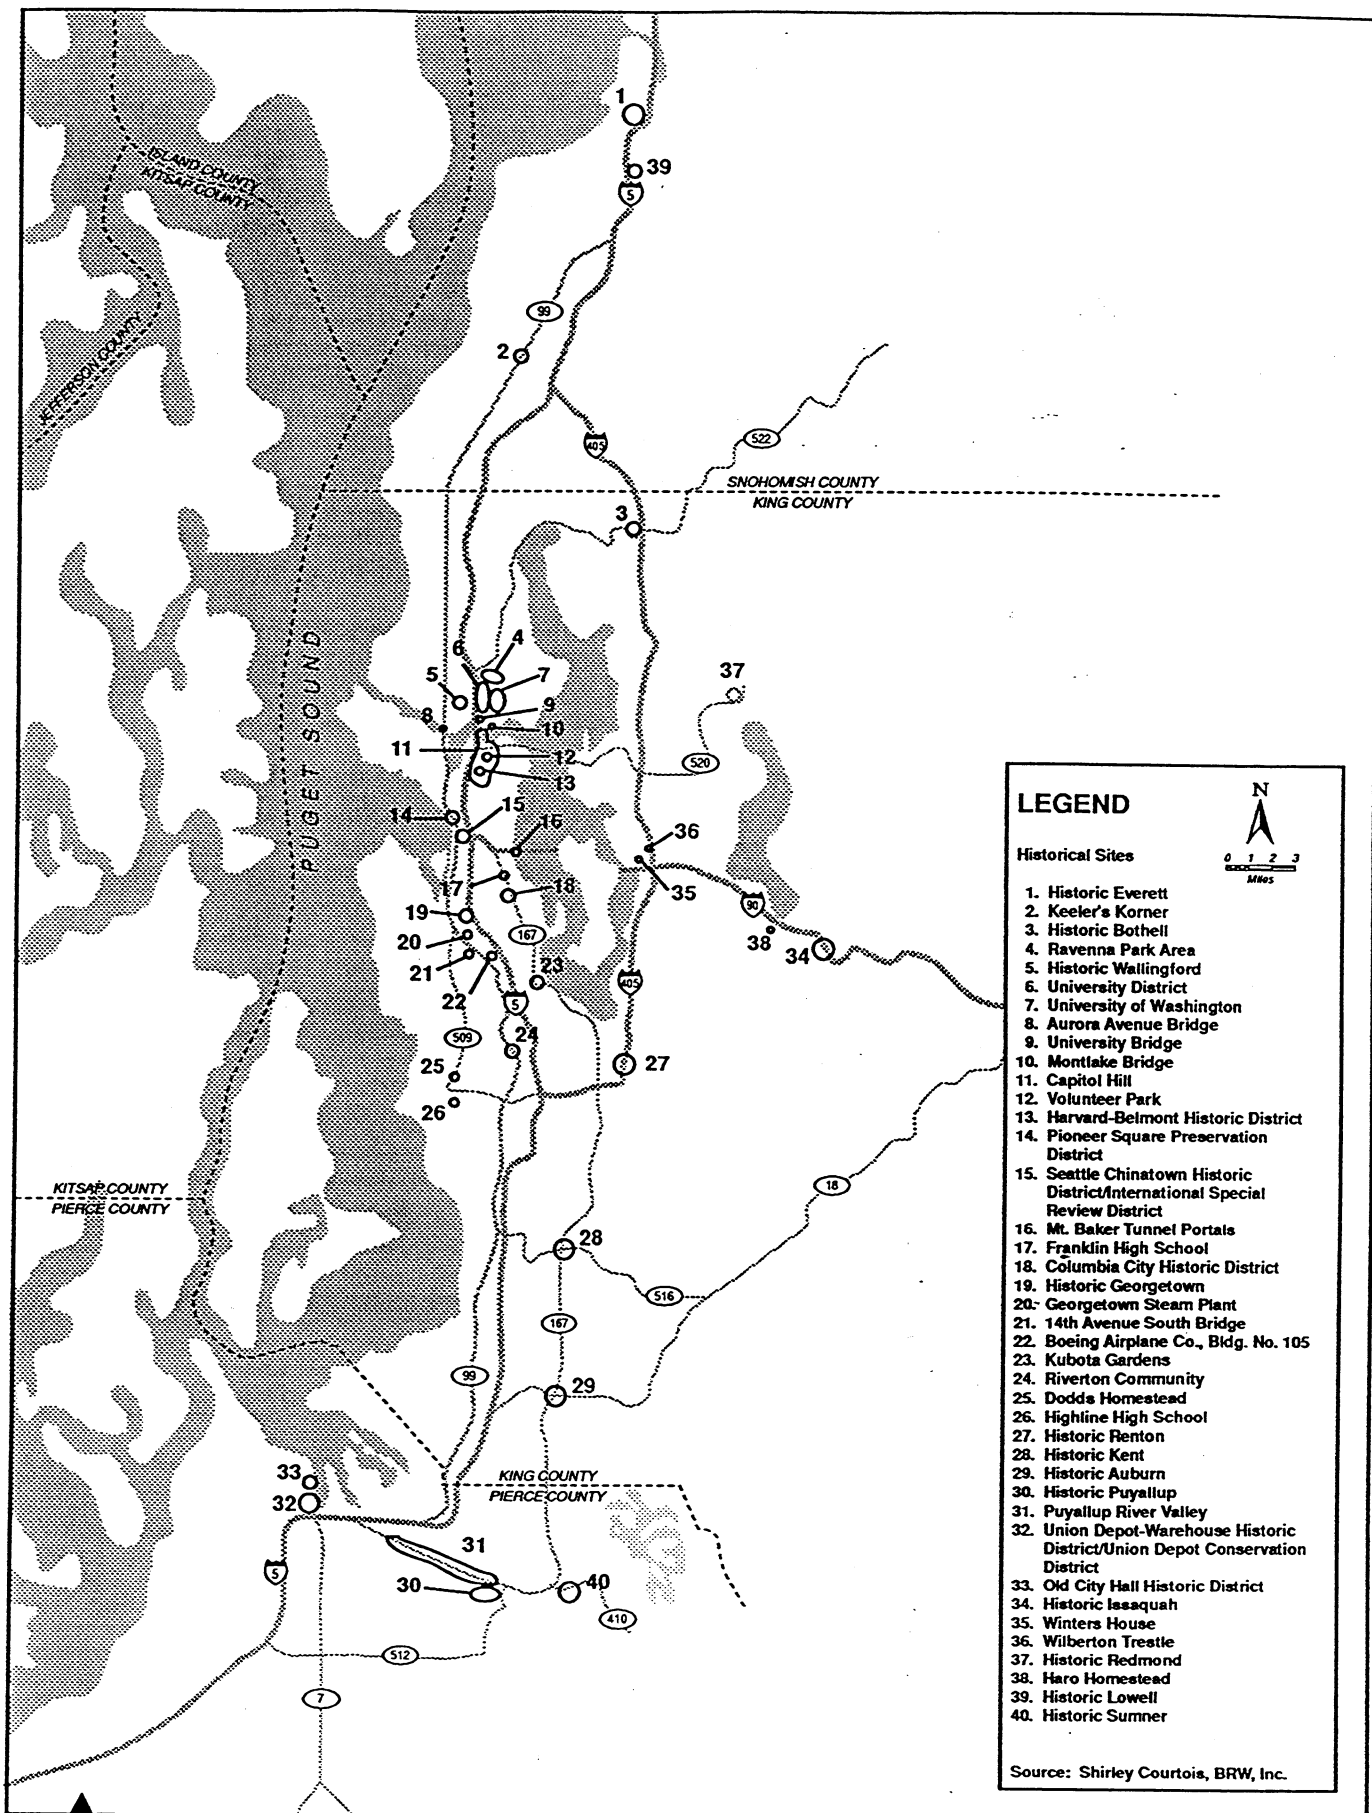 1
39
5
ISLAND COUNTY
KITSAP COUNTY
99
2
JEFFERSON COUNTY
405
522
SNOHOMISH COUNTY
KING COUNTY
3
PUGET SOUND
4
6
5
7
37
8
9
10
11
12
520
13
14
15
16
36
17
18
35
90
19
38
34
20
167
21
23
22
405
5
24
509
25
27
26
18
KITSAP COUNTY
PIERCE COUNTY
28
516
167
99
29
33
KING COUNTY
32
PIERCE COUNTY
31
5
30
40
410
512
7
LEGEND
N
Historical Sites
0 1 2 3
Miles
1. Historic Everett
2. Keeler's Korner
3. Historic Bothell
4. Ravenna Park Area
5. Historic Wallingford
6. University District
7. University of Washington
8. Aurora Avenue Bridge
9. University Bridge
10. Montlake Bridge
11. Capitol Hill
12. Volunteer Park
13. Harvard-Belmont Historic District
14. Pioneer Square Preservation
District
15. Seattle Chinatown Historic
District/International Special
Review District
16. Mt. Baker Tunnel Portals
17. Franklin High School
18. Columbia City Historic District
19. Historic Georgetown
20. Georgetown Steam Plant
21. 14th Avenue South Bridge
22. Boeing Airplane Co., Bldg. No. 105
23. Kubota Gardens
24. Riverton Community
25. Dodds Homestead
26. Highline High School
27. Historic Renton
28. Historic Kent
29. Historic Auburn
30. Historic Puyallup
31. Puyallup River Valley
32. Union Depot-Warehouse Historic
District/Union Depot Conservation
District
33. Old City Hall Historic District
34. Historic Issaquah
35. Winters House
36. Wilberton Trestle
37. Historic Redmond
38. Haro Homestead
39. Historic Lowell
40. Historic Sumner
Source: Shirley Courtois, BRW, Inc.